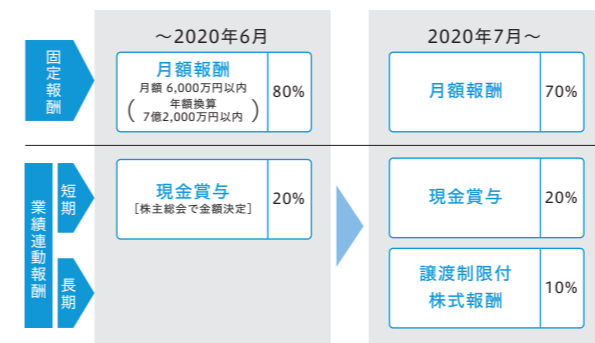 ～2020年6月
2020年7月～
固定報酬
月額報酬
月額 6,000万円以内
(年額換算
7億2,000万円以内)
80%
月額報酬
70%
業績連動報酬
短期
現金賞与
[株主総会で金額決定]
20%
現金賞与
20%
長期
譲渡制限付
株式報酬
10%